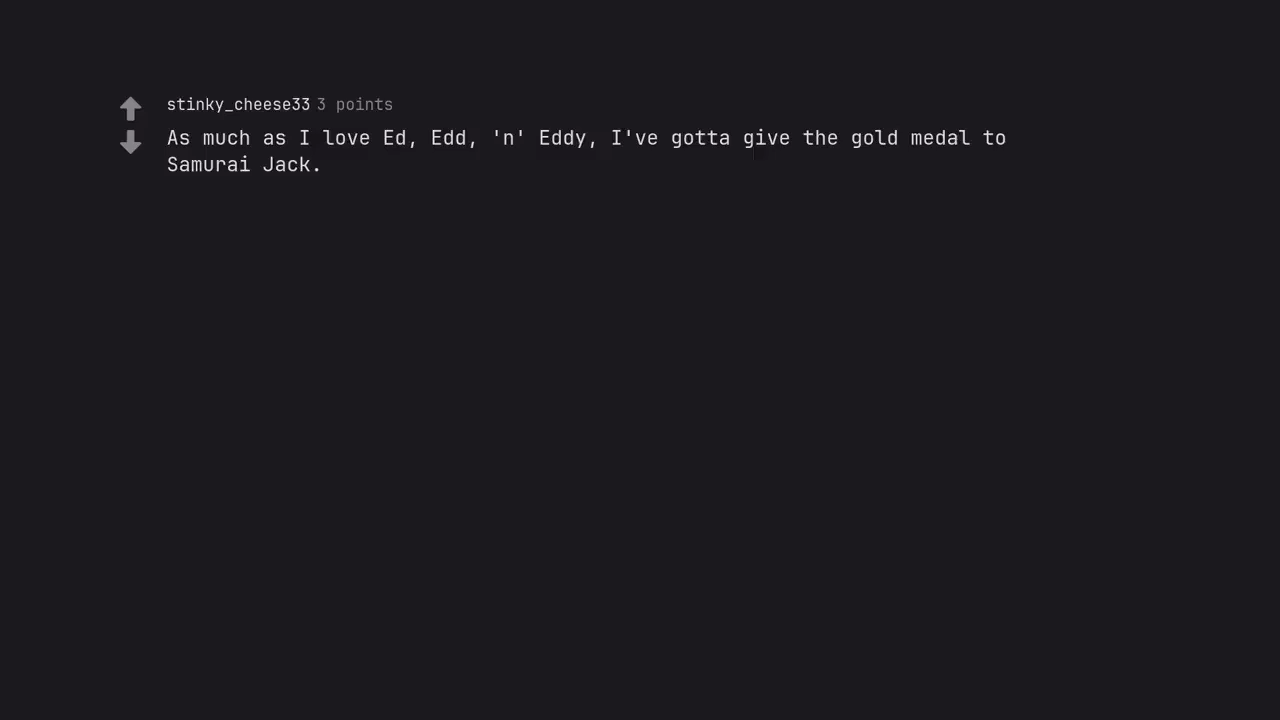 stinky_cheese33 3 points
As much as I love Ed, Edd, 'n' Eddy, I've gotta give the gold medal to
Samurai Jack.